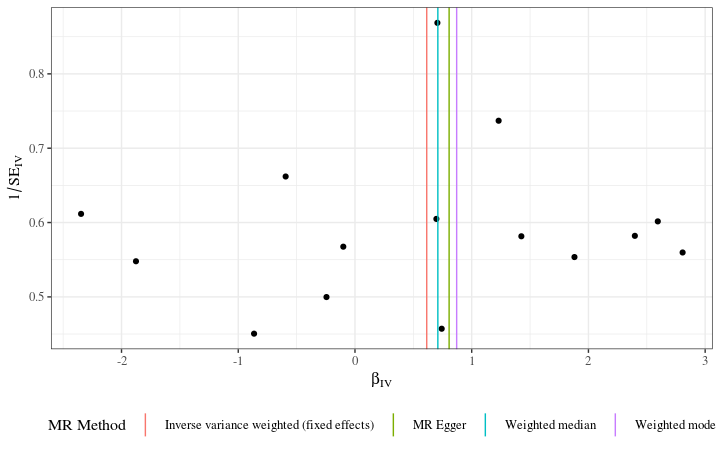 0.8
0.7
0.6
0.5
1/SE_IV
-2 -1 0 1 2 3
β_IV
MR Method Inverse variance weighted (fixed effects) MR Egger Weighted median Weighted mode